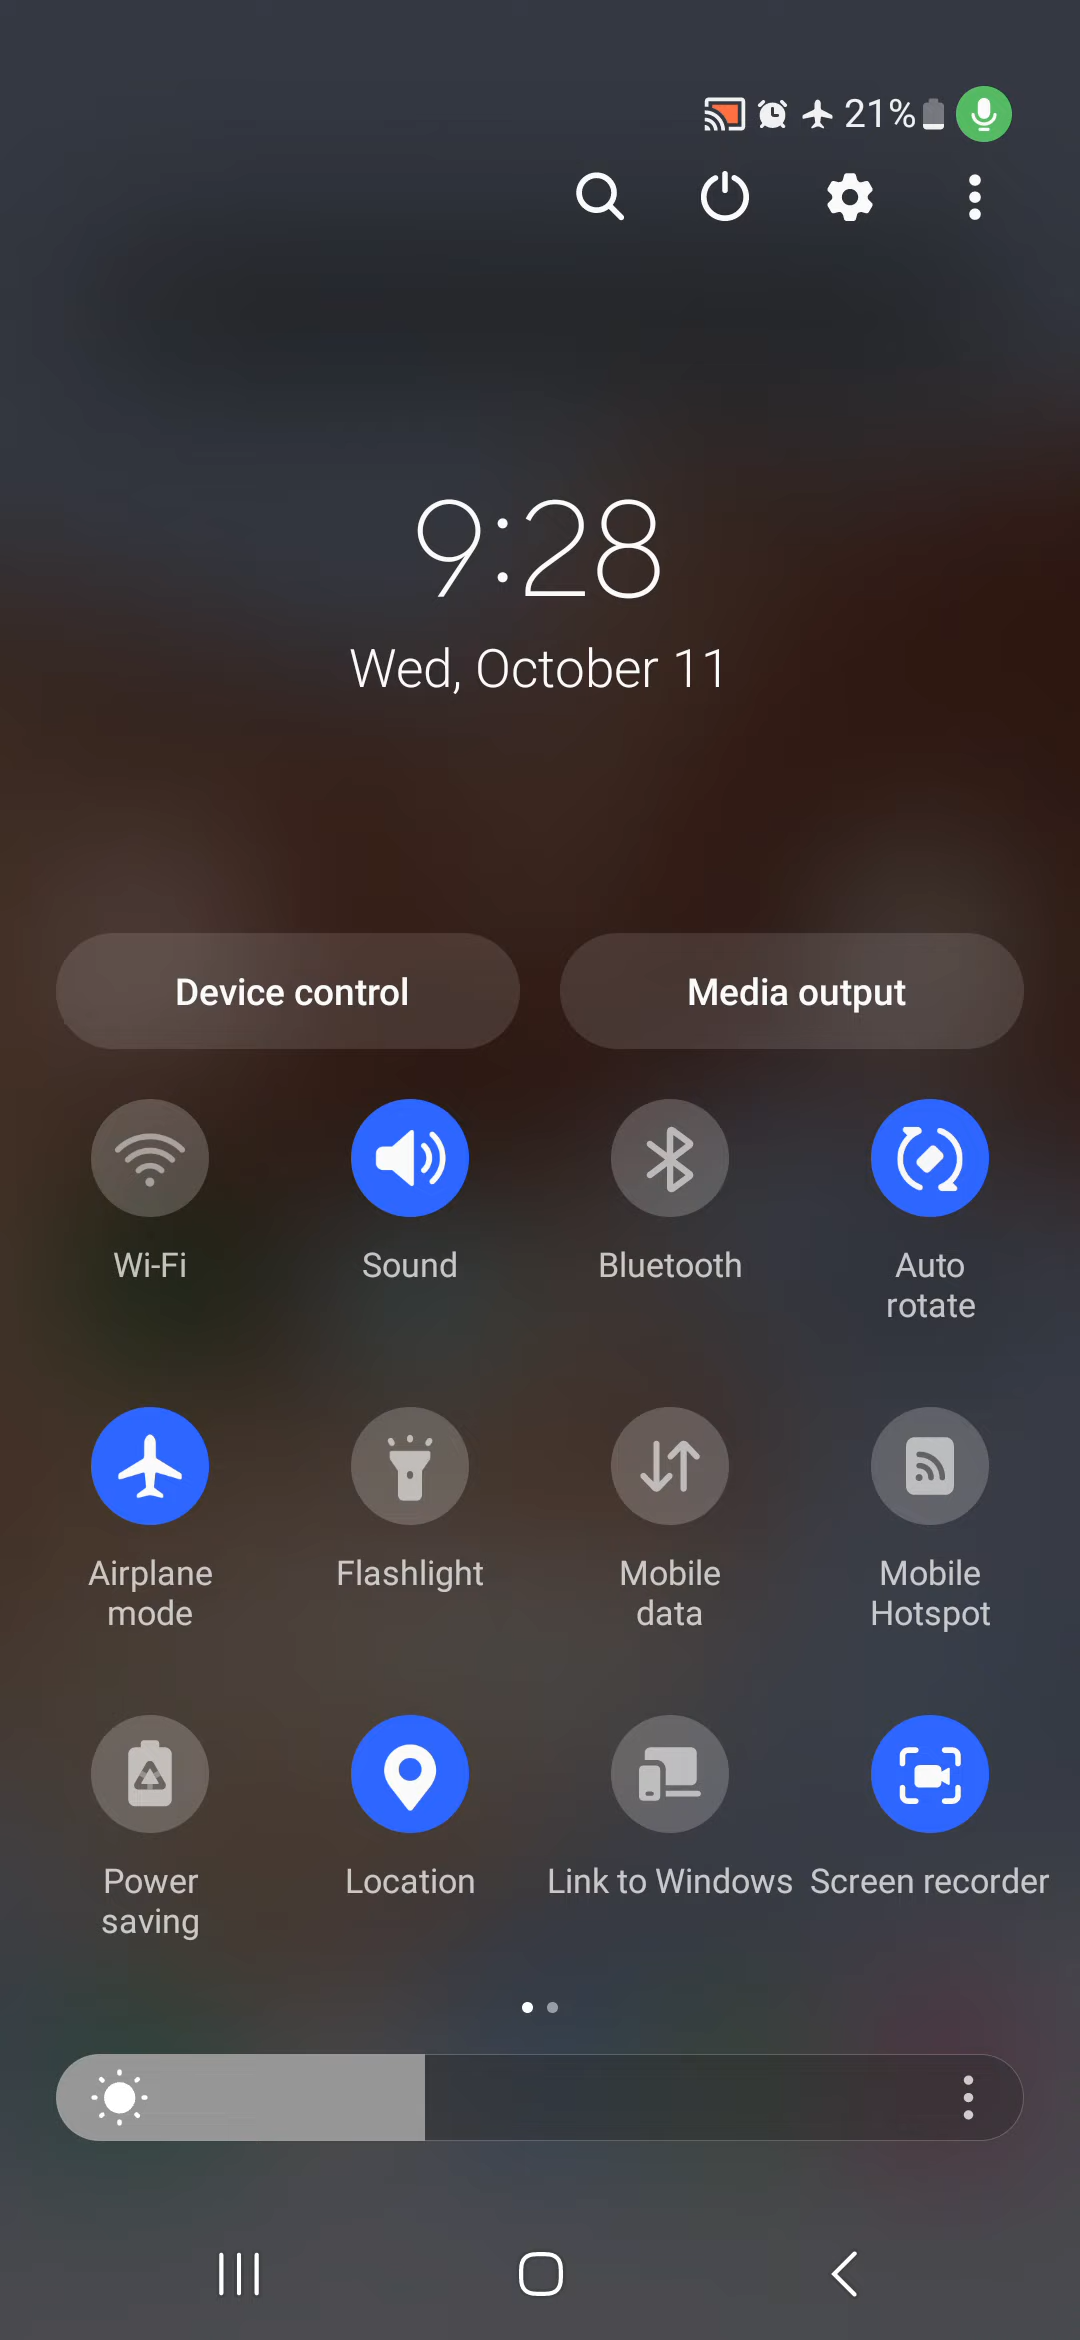 21%
9:28
Wed, October 11
Device control
Media output
Wi-Fi
Sound
Bluetooth
Auto
rotate
Airplane
mode
Flashlight
Mobile
data
Mobile
Hotspot
Power
saving
Location
Link to Windows
Screen recorder